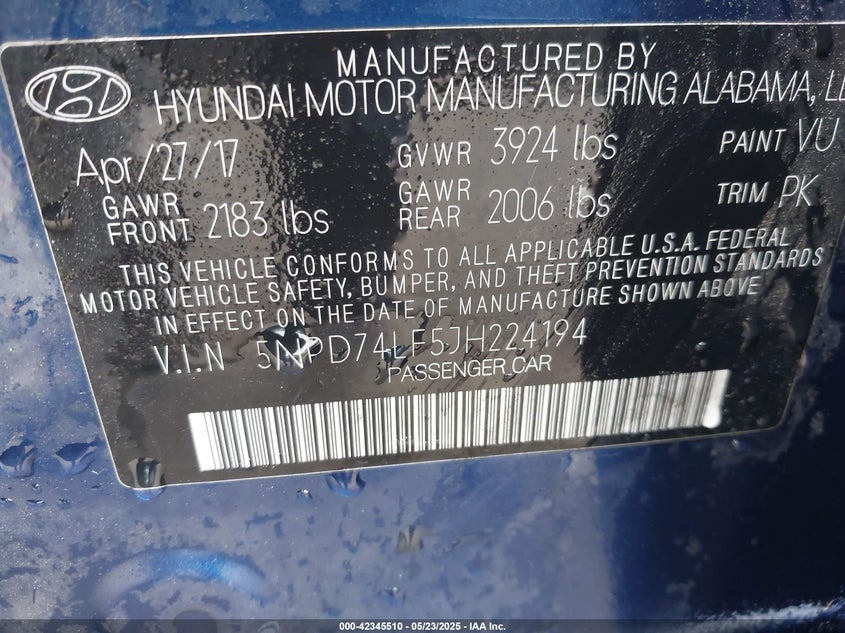 MANUFACTURED BY
HYUNDAI MOTOR MANUFACTURING ALABAMA,
Apr/27/17 GVWR 3924 lbs PAINT VU
GAWR FRONT 2183 lbs GAWR REAR 2006 lbs TRIM PK
THIS VEHICLE CONFORMS TO ALL APPLICABLE U.S.A. FEDERAL
MOTOR VEHICLE SAFETY, BUMPER, AND THEFT PREVENTION STANDARDS
IN EFFECT ON THE DATE OF MANUFACTURE SHOWN ABOVE
V.I.N 5NPD74LF5JH224194
PASSENGER CAR
000-42345510 - 05/23/2025 - IAA Inc.